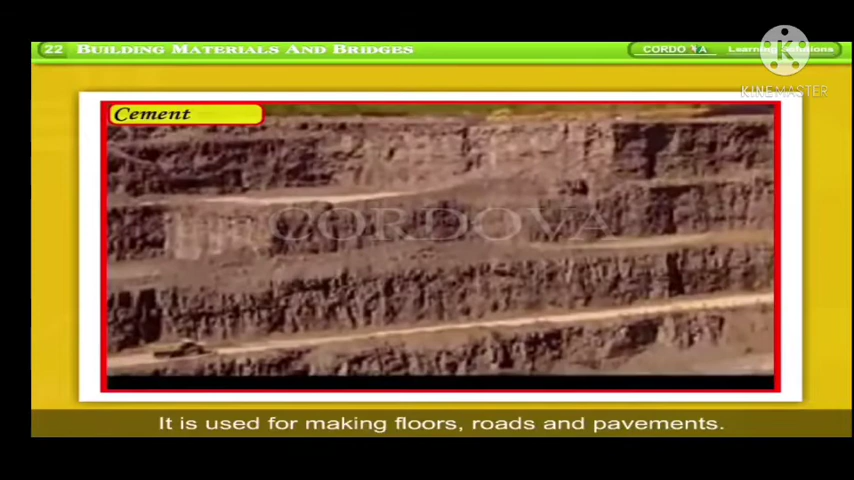 22 BUILDING MATERIALS AND BRIDGES
CORDOVA Learning Solutions
KINEMASTER
Cement
CORDOVA
It is used for making floors, roads and pavements.